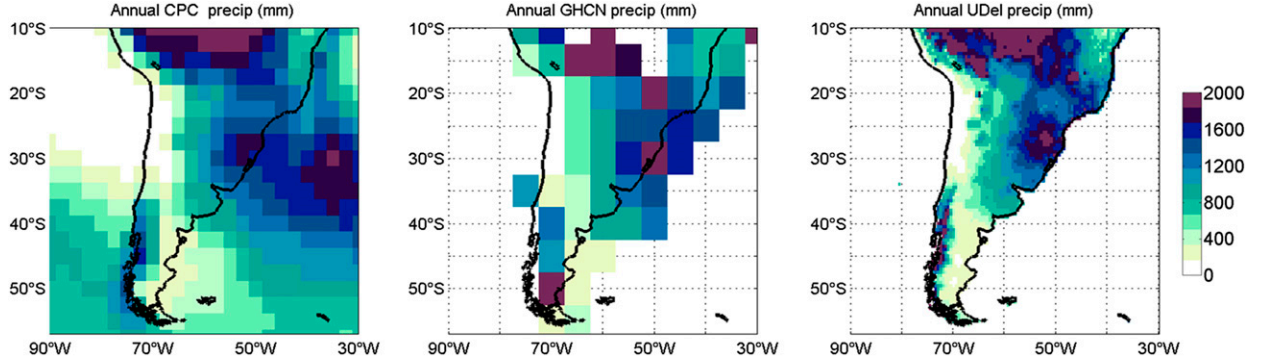 Annual CPC  precip (mm)
Annual GHCN precip (mm)
Annual UDel precip (mm)
10°S
20°S
30°S
40°S
50°S
90°W 70°W 50°W 30°W
10°S
20°S
30°S
40°S
50°S
90°W 70°W 50°W 30°W
10°S
20°S
30°S
40°S
50°S
90°W 70°W 50°W 30°W
2000
1600
1200
800
400
0